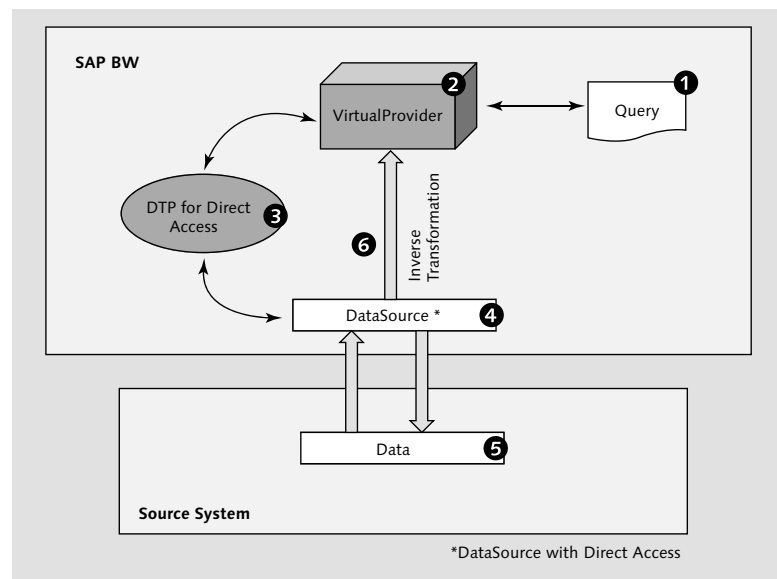 SAP BW
1
2
VirtualProvider
Query
DTP for Direct
Access
3
6
Inverse
Transformation
DataSource *
4
Data
5
Source System
*DataSource with Direct Access